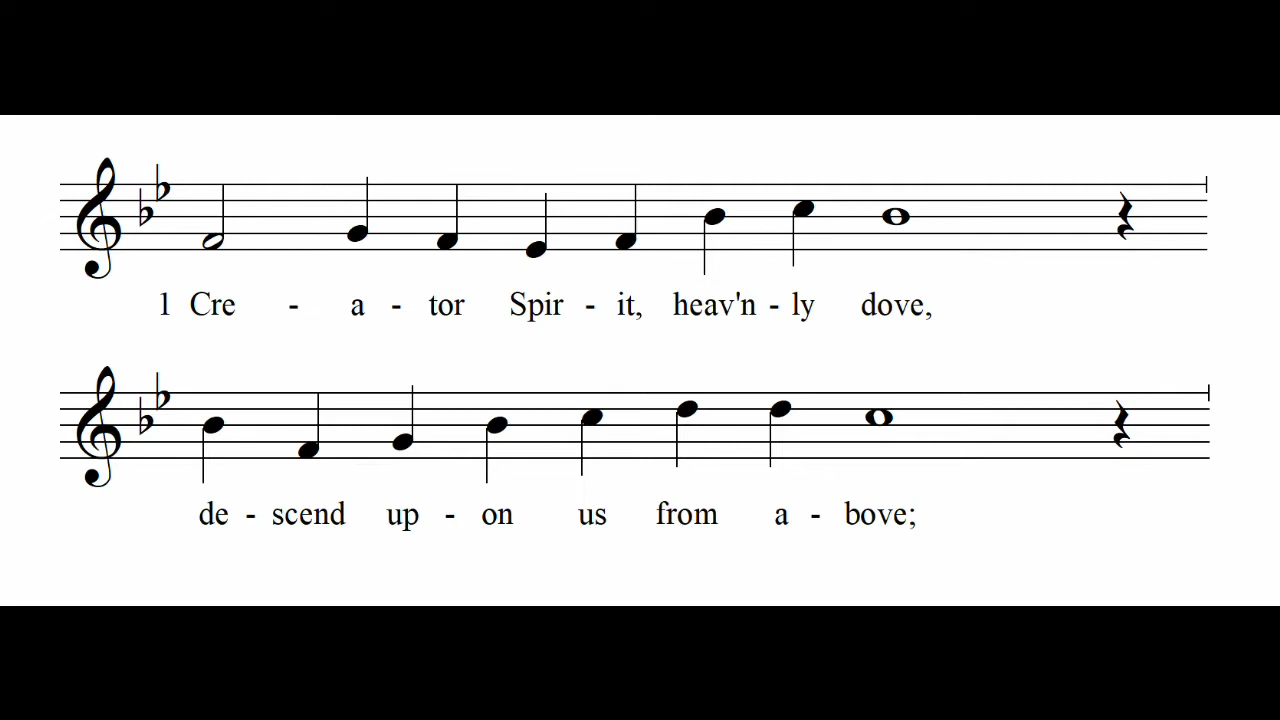 1 Cre - a - tor Spir - it, heav'n - ly dove,
de - scend up - on us from a - bove;